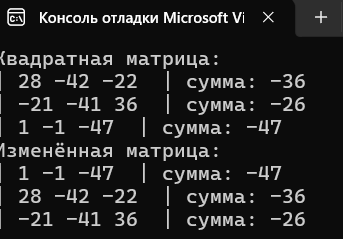 Консоль отладки Microsoft Vi
Квадратная матрица:
| 28 -42 -22  | сумма: -36
| -21 -41 36  | сумма: -26
| 1 -1 -47  | сумма: -47
Изменённая матрица:
| 1 -1 -47  | сумма: -47
| 28 -42 -22  | сумма: -36
| -21 -41 36  | сумма: -26